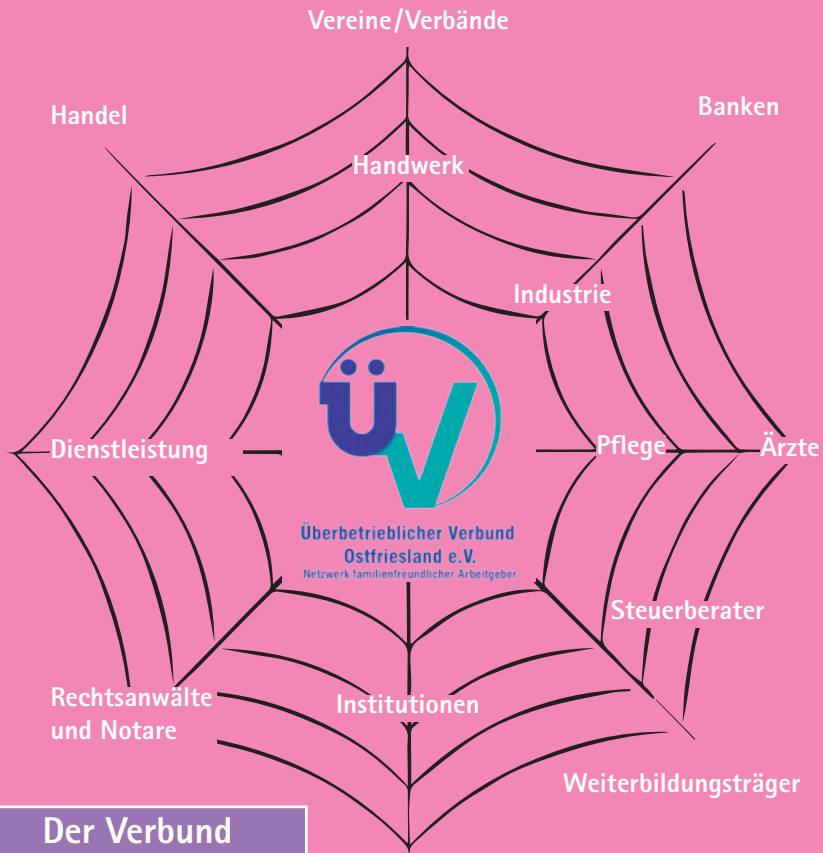 Vereine/Verbände
Banken
Handel
Handwerk
Industrie
üV
Dienstleistung
Pflege
Ärzte
Überbetrieblicher Verbund
Ostfriesland e.V.
Netzwerk familienfreundlicher Arbeitgeber
Steuerberater
Rechtsanwälte
und Notare
Institutionen
Weiterbildungsträger
Der Verbund